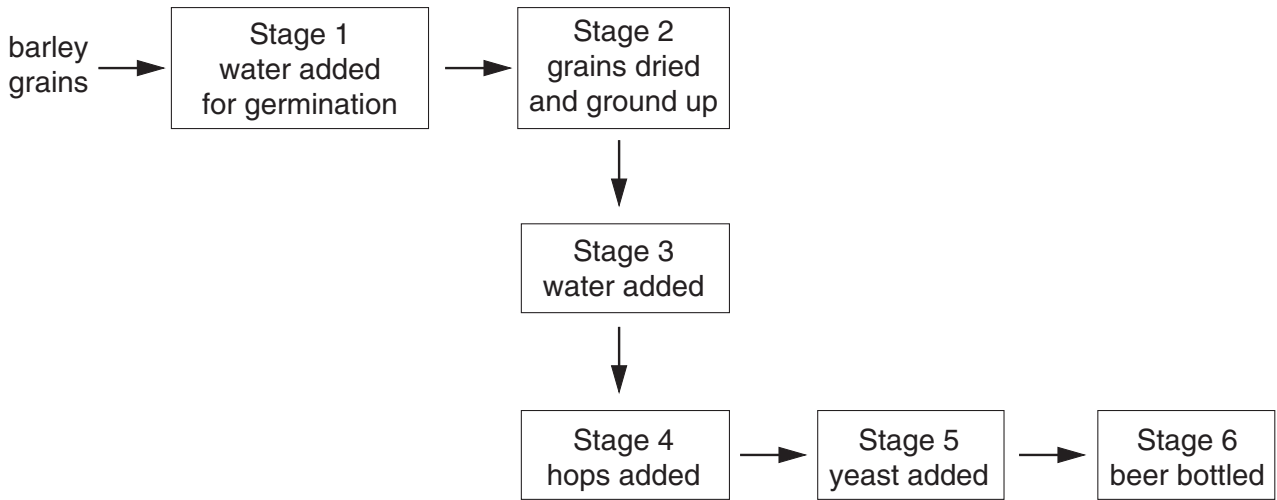 barley
grains
Stage 1
water added
for germination
Stage 2
grains dried
and ground up
Stage 3
water added
Stage 4
hops added
Stage 5
yeast added
Stage 6
beer bottled